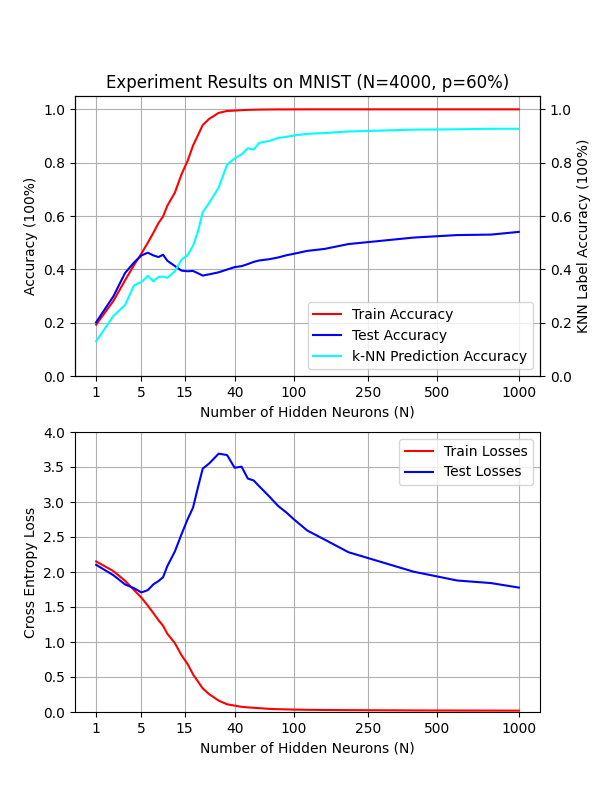 Experiment Results on MNIST (N=4000, p=60%)
1.0
0.8
0.6
0.4
0.2
0.0
Accuracy (100%)
1.0
0.8
0.6
0.4
0.2
0.0
KNN Label Accuracy (100%)
Train Accuracy
Test Accuracy
k-NN Prediction Accuracy
1 5 15 40 100 250 500 1000
Number of Hidden Neurons (N)
4.0
3.5
3.0
2.5
2.0
1.5
1.0
0.5
0.0
Cross Entropy Loss
Train Losses
Test Losses
1 5 15 40 100 250 500 1000
Number of Hidden Neurons (N)